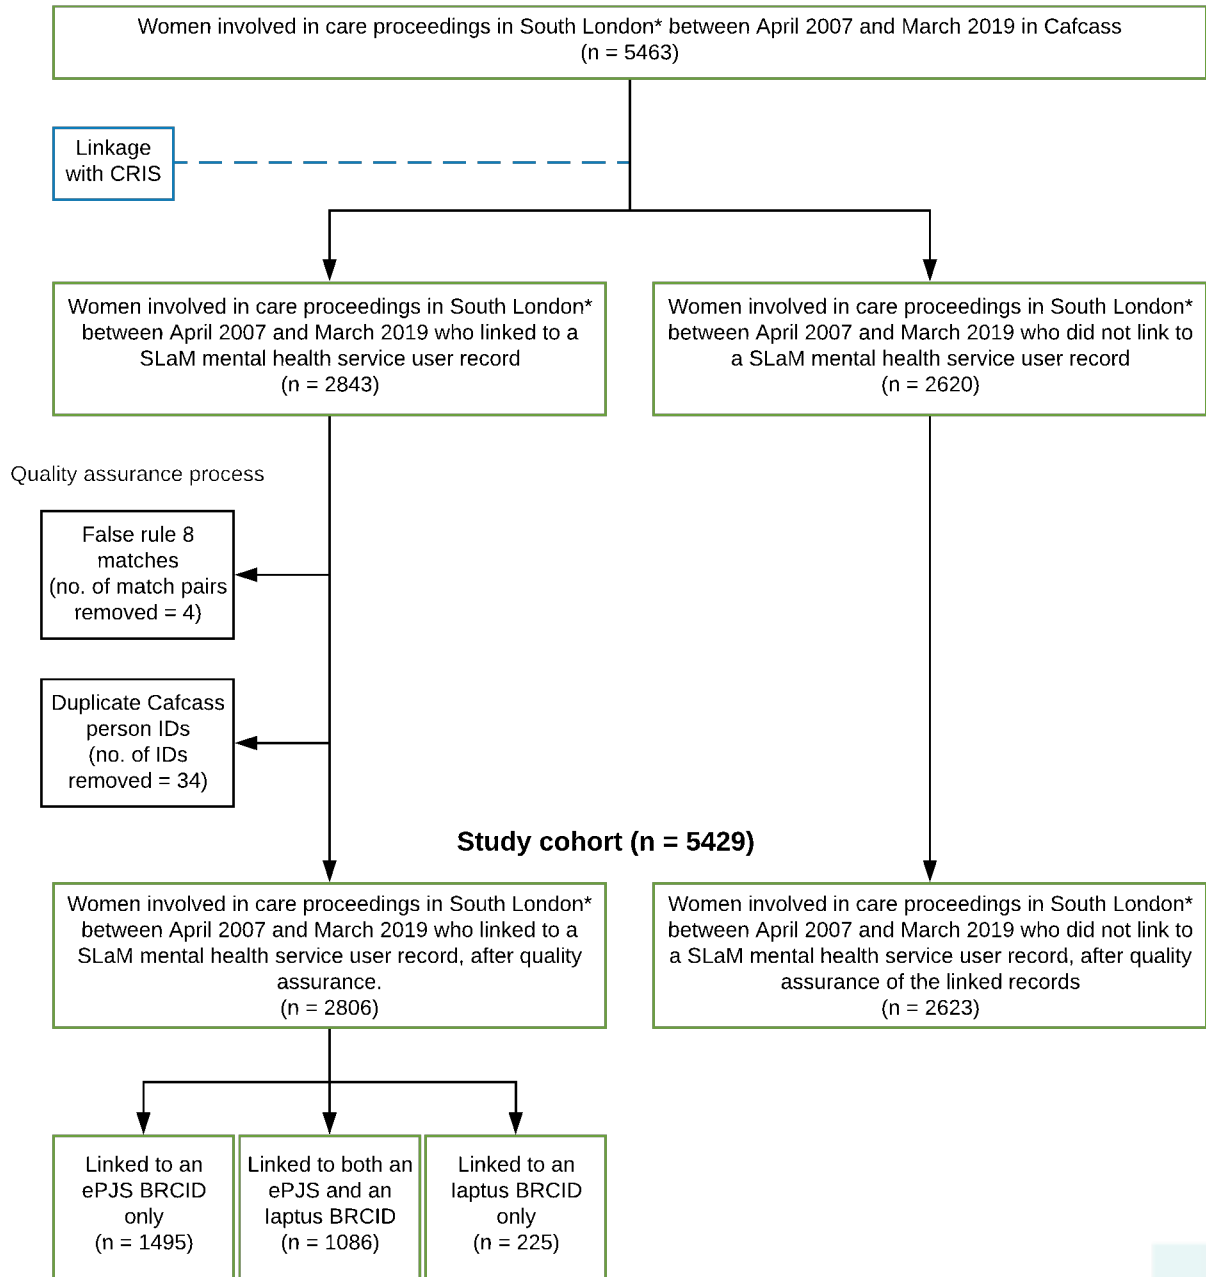 Women involved in care proceedings in South London* between April 2007 and March 2019 in Cafcass
(n = 5463)
Linkage
with CRIS
Women involved in care proceedings in South London*
between April 2007 and March 2019 who linked to a
SLaM mental health service user record
(n = 2843)
Women involved in care proceedings in South London*
between April 2007 and March 2019 who did not link to
a SLaM mental health service user record
(n = 2620)
Quality assurance process
False rule 8
matches
(no. of match pairs
removed = 4)
Duplicate Cafcass
person IDs
(no. of IDs
removed = 34)
Study cohort (n = 5429)
Women involved in care proceedings in South London*
between April 2007 and March 2019 who linked to a
SLaM mental health service user record, after quality
assurance.
(n = 2806)
Women involved in care proceedings in South London*
between April 2007 and March 2019 who did not link to
a SLaM mental health service user record, after quality
assurance of the linked records
(n = 2623)
Linked to an
ePJS BRCID
only
(n = 1495)
Linked to both an
ePJS and an
Iaptus BRCID
(n = 1086)
Linked to an
Iaptus BRCID
only
(n = 225)